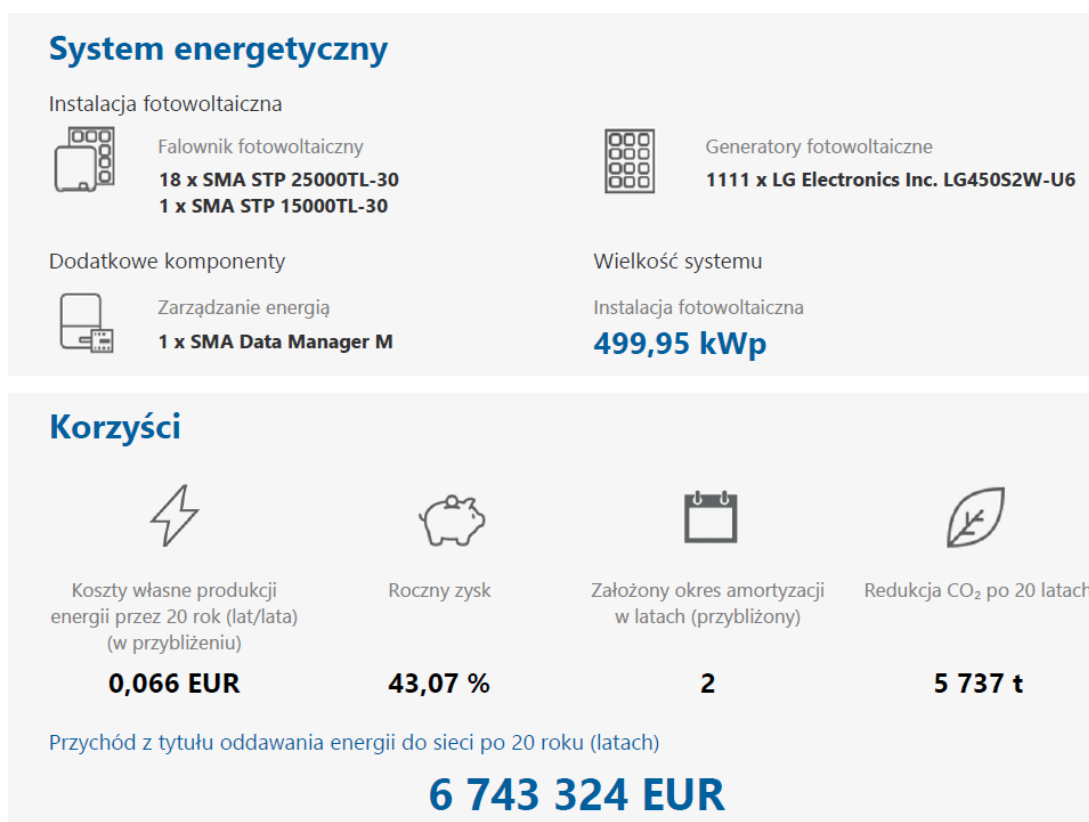 System energetyczny
Instalacja fotowoltaiczna
Falownik fotowoltaiczny
18 x SMA STP 25000TL-30
1 x SMA STP 15000TL-30
Generatory fotowoltaiczne
1111 x LG Electronics Inc. LG450S2W-U6
Dodatkowe komponenty
Zarządzanie energią
1 x SMA Data Manager M
Wielkość systemu
Instalacja fotowoltaiczna
499,95 kWp
Korzyści
Koszty własne produkcji
energii przez 20 rok (lat/lata)
(w przybliżeniu)
0,066 EUR
Roczny zysk
43,07 %
Założony okres amortyzacji
w latach (przybliżony)
2
Redukcja CO₂ po 20 latach
5 737 t
Przychód z tytułu oddawania energii do sieci po 20 roku (latach)
6 743 324 EUR